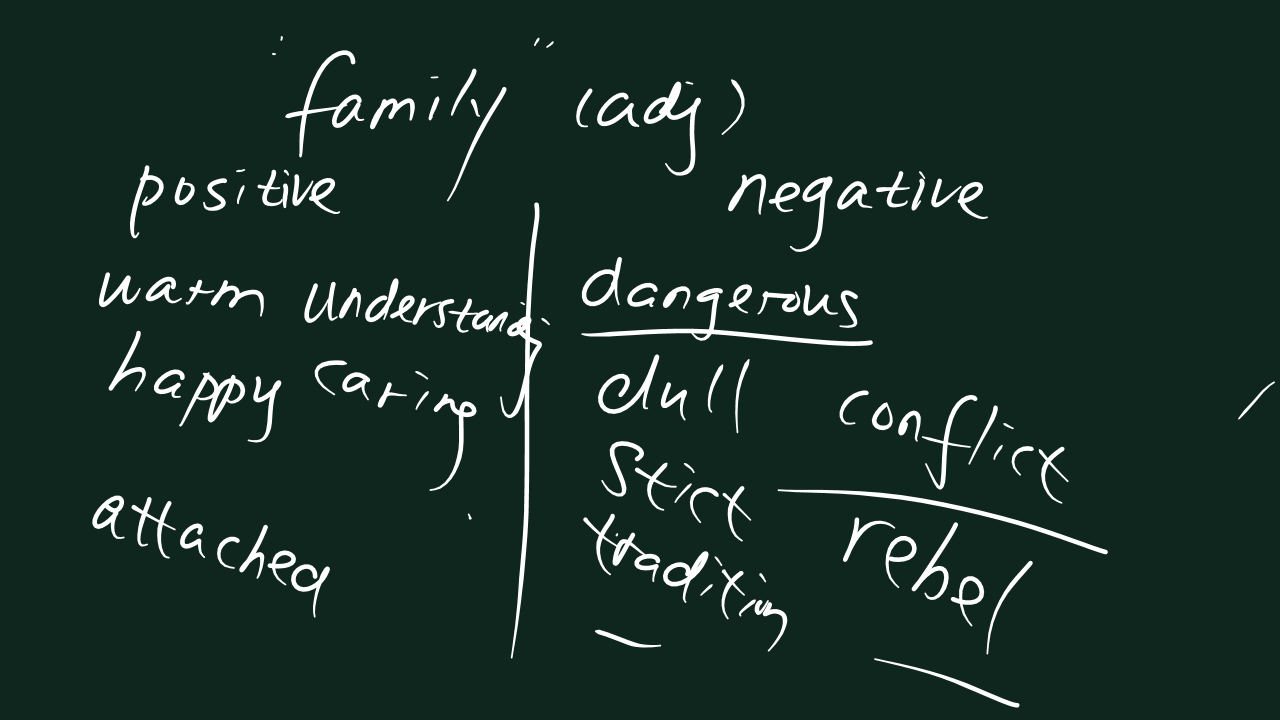 "family" (adj)
positive
negative
warm understanding
happy caring
attached
dangerous
dull conflict
stict
tradition
rebel